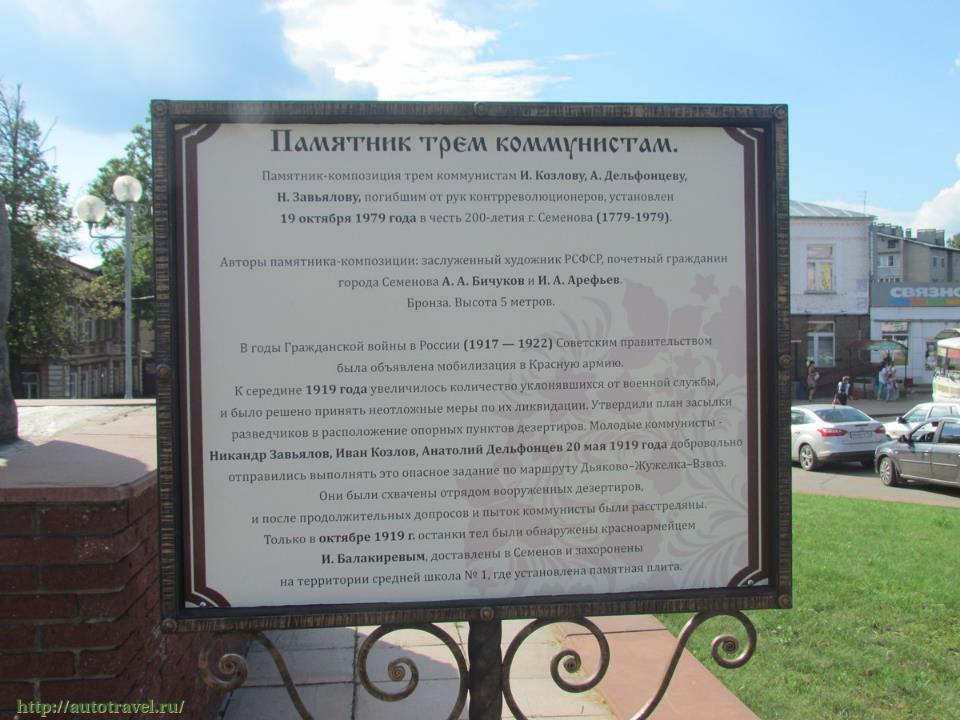 Памятник трем коммунистам.
Памятник-композиция трем коммунистам И. Козлову, А. Дельфонцеву,
Н. Завьялову, погибшим от рук контрреволюционеров, установлен
19 октября 1979 года в честь 200-летия г. Семенова (1779-1979).
Авторы памятника-композиции: заслуженный художник РСФСР, почетный гражданин
города Семенова А. А. Бичуков и И. А. Арефьев.
Бронза. Высота 5 метров.
В годы Гражданской войны в России (1917 — 1922) Советским правительством
была объявлена мобилизация в Красную армию.
К середине 1919 года увеличилось количество уклонявшихся от военной службы,
и было решено принять неотложные меры по их ликвидации. Утвердили план засылки
разведчиков в расположение опорных пунктов дезертиров. Молодые коммунисты -
Никандр Завьялов, Иван Козлов, Анатолий Дельфонцев 20 мая 1919 года добровольно
отправились выполнять это опасное задание по маршруту Дьяково–Жужелка–Взвоз.
Они были схвачены отрядом вооруженных дезертиров,
и после продолжительных допросов и пыток коммунисты были расстреляны.
Только в октябре 1919 г. останки тел были обнаружены красноармейцем
И. Балакиревым, доставлены в Семенов и захоронены
на территории средней школа № 1, где установлена памятная плита.
СВЯЗНО
http://autotravel.ru/